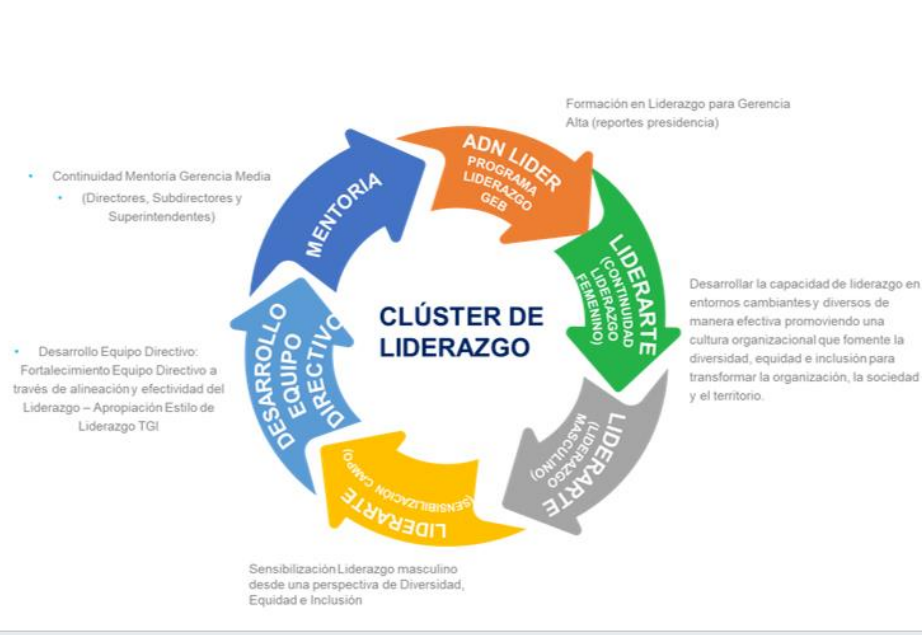 Formación en Liderazgo para Gerencia
Alta (reportes presidencia)
ADN LIDER
PROGRAMA
LIDERAZGO
GEB
MENTORIA
Continuidad Mentoría Gerencia Media
(Directores, Subdirectores y
Superintendentes)
LIDERARTE
(CONTINUIDAD
LIDERAZGO
FEMENINO)
Desarrollar la capacidad de liderazgo en
entornos cambiantes y diversos de
manera efectiva promoviendo una
cultura organizacional que fomente la
diversidad, equidad e inclusión para
transformar la organización, la sociedad
y el territorio.
CLÚSTER DE
LIDERAZGO
DESARROLLO
EQUIPO
DIRECTIVO
Desarrollo Equipo Directivo:
Fortalecimiento Equipo Directivo a
través de alineación y efectividad del
Liderazgo – Apropiación Estilo de
Liderazgo TGI
LIDERARTE
(LIDERAZGO
MASCULINO)
LIDERARTE
(SENSIBILIZACIÓN CAMPO)
Sensibilización Liderazgo masculino
desde una perspectiva de Diversidad,
Equidad e Inclusión